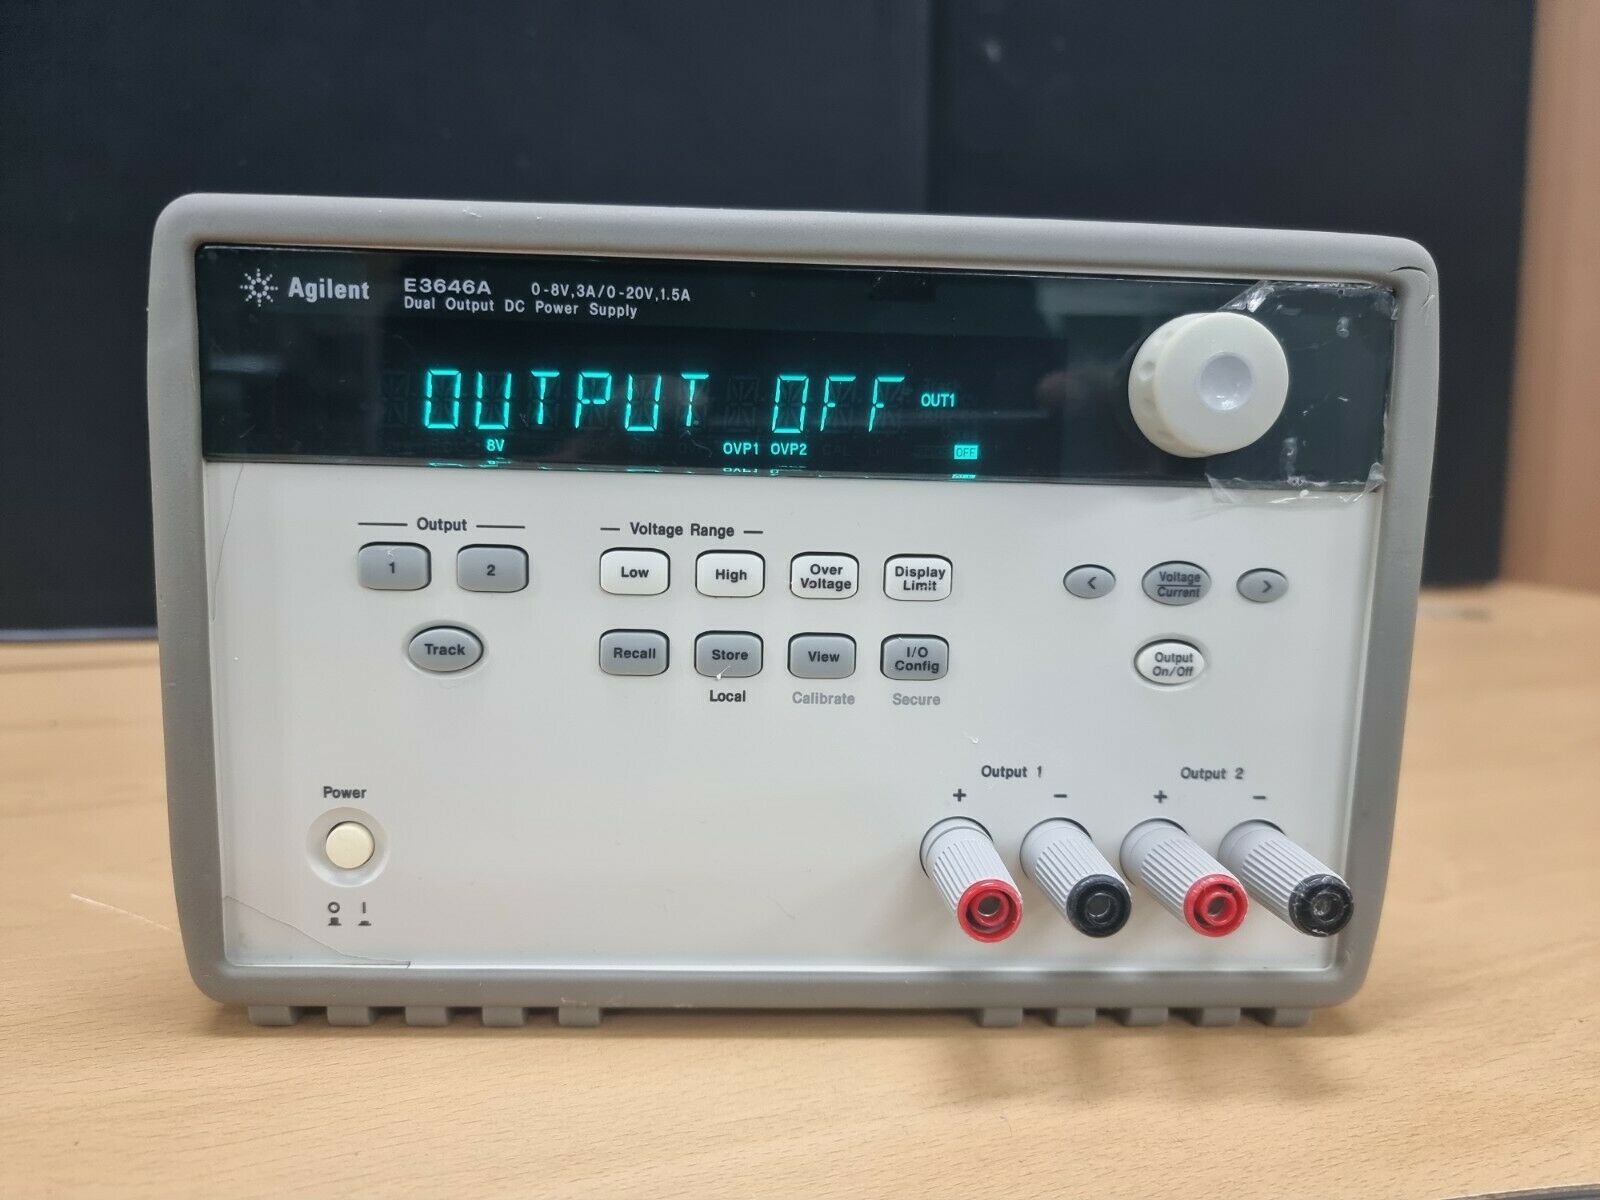 Agilent E3646A 0-8V,3A/0-20V,1.5A
Dual Output DC Power Supply
OUTPUT OFF OUT1
8V OVP1 OVP2 OFF
Output
1 2
Track
Voltage Range
Low High Over Voltage Display Limit
Recall Store View I/O Config
Local Calibrate Secure
< Voltage Current >
Output On/Off
Power
O I
Output 1 Output 2
+ − + −